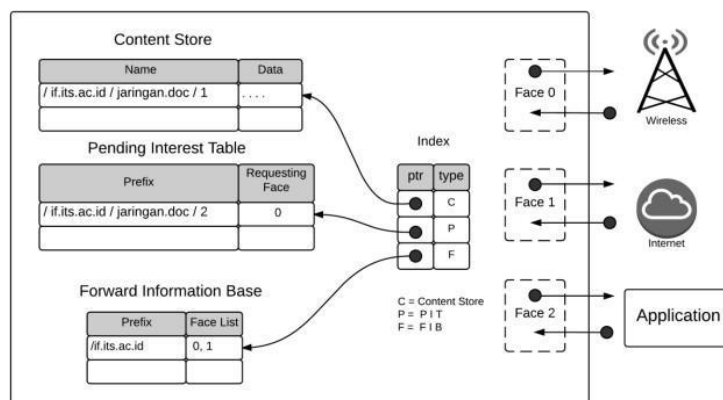 Content Store
Name Data
/ if.its.ac.id / jaringan.doc / 1 . . . .
Pending Interest Table
Prefix Requesting Face
/ if.its.ac.id / jaringan.doc / 2 0
Forward Information Base
Prefix Face List
/if.its.ac.id 0, 1
Index
ptr type
C
P
F
C = Content Store
P = P I T
F = F I B
Face 0
Wireless
Face 1
Internet
Face 2
Application